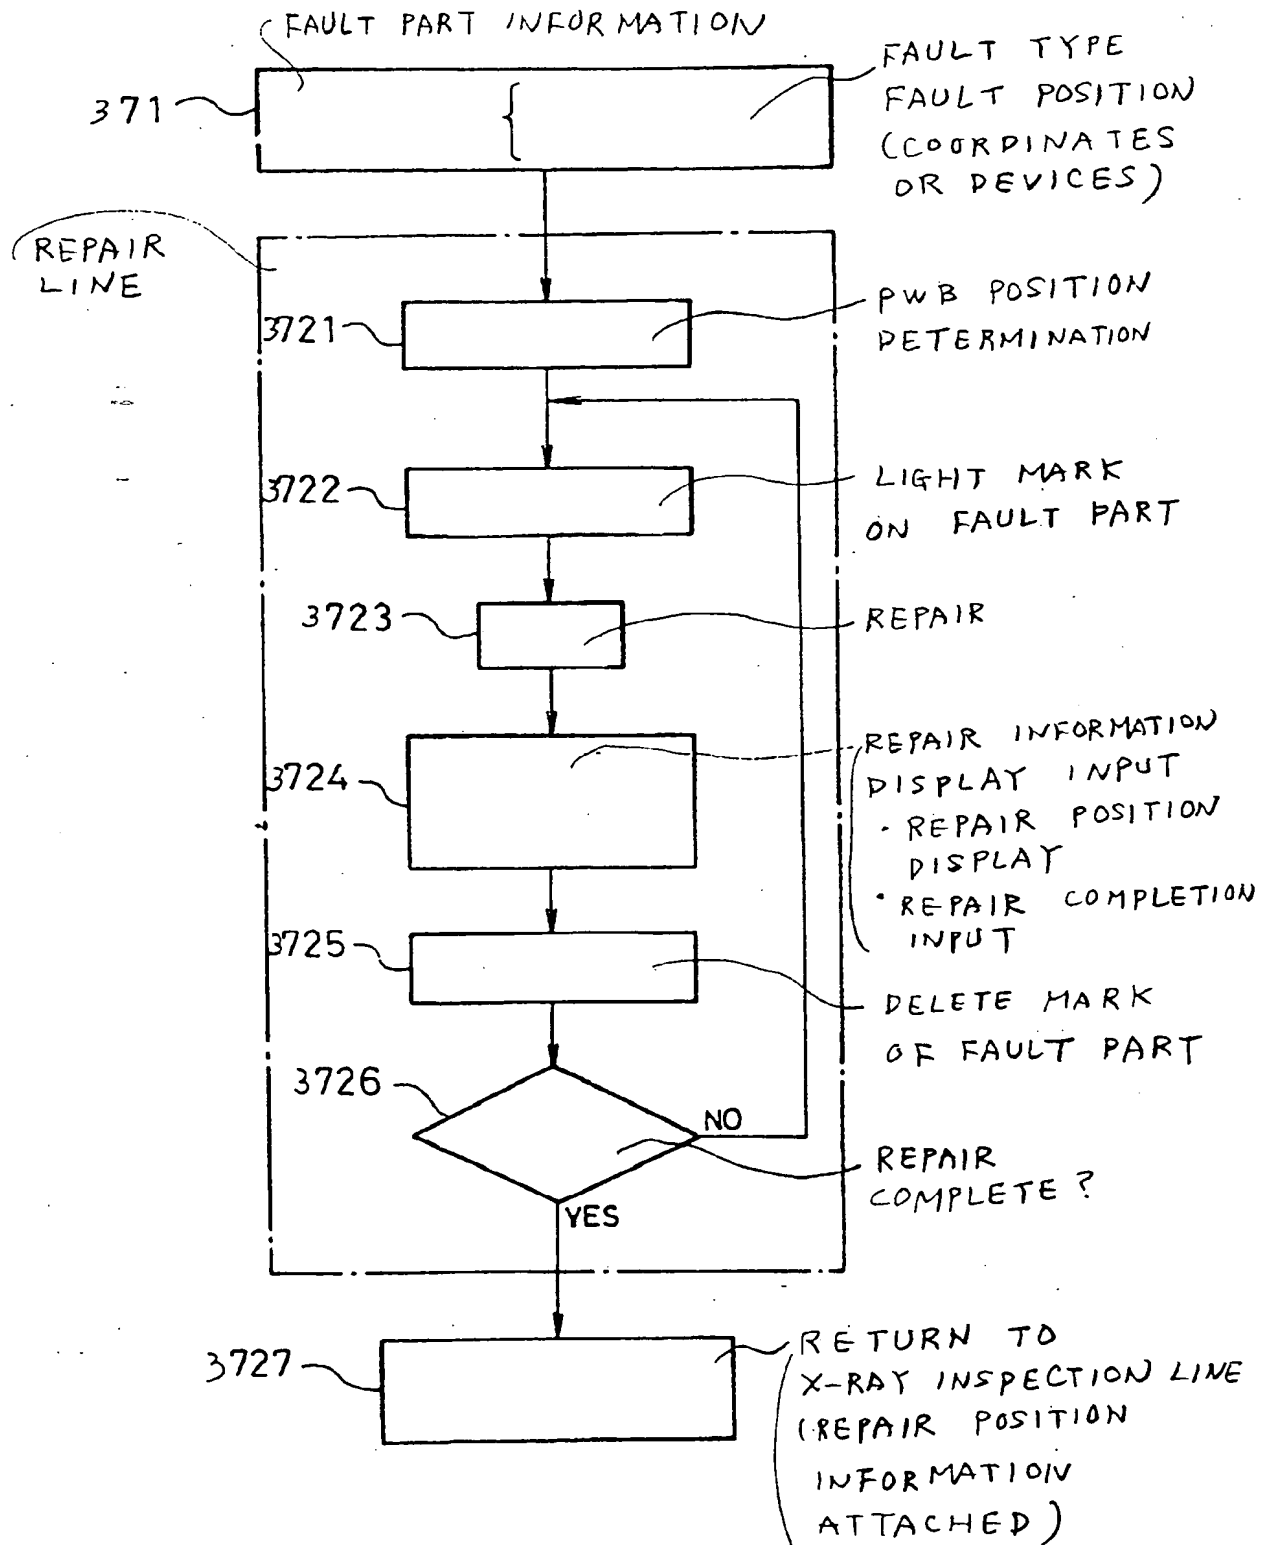 FAULT PART INFORMATION
371
{
FAULT TYPE
FAULT POSITION
(COORDINATES
OR DEVICES)
REPAIR
LINE
3721
PWB POSITION
DETERMINATION
3722
LIGHT MARK
ON FAULT PART
3723
REPAIR
3724
REPAIR INFORMATION
DISPLAY INPUT
· REPAIR POSITION
DISPLAY
· REPAIR COMPLETION
INPUT
3725
DELETE MARK
OF FAULT PART
3726
NO
REPAIR
COMPLETE?
YES
3727
RETURN TO
X-RAY INSPECTION LINE
(REPAIR POSITION
INFORMATION
ATTACHED)